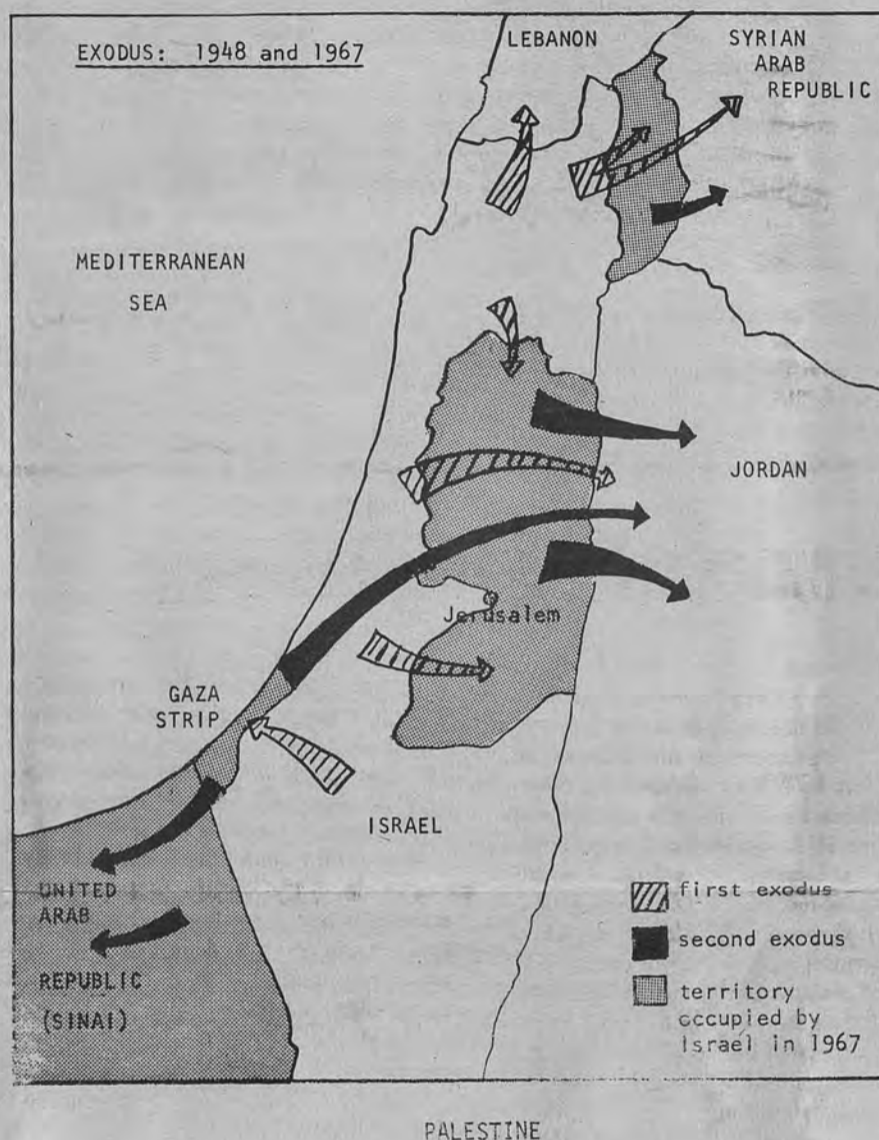 EXODUS: 1948 and 1967
LEBANON
SYRIAN
ARAB
REPUBLIC
MEDITERRANEAN
SEA
JORDAN
Jerusalem
GAZA
STRIP
ISRAEL
UNITED
ARAB
REPUBLIC
(SINAI)
first exodus
second exodus
territory
occupied by
Israel in 1967
PALESTINE